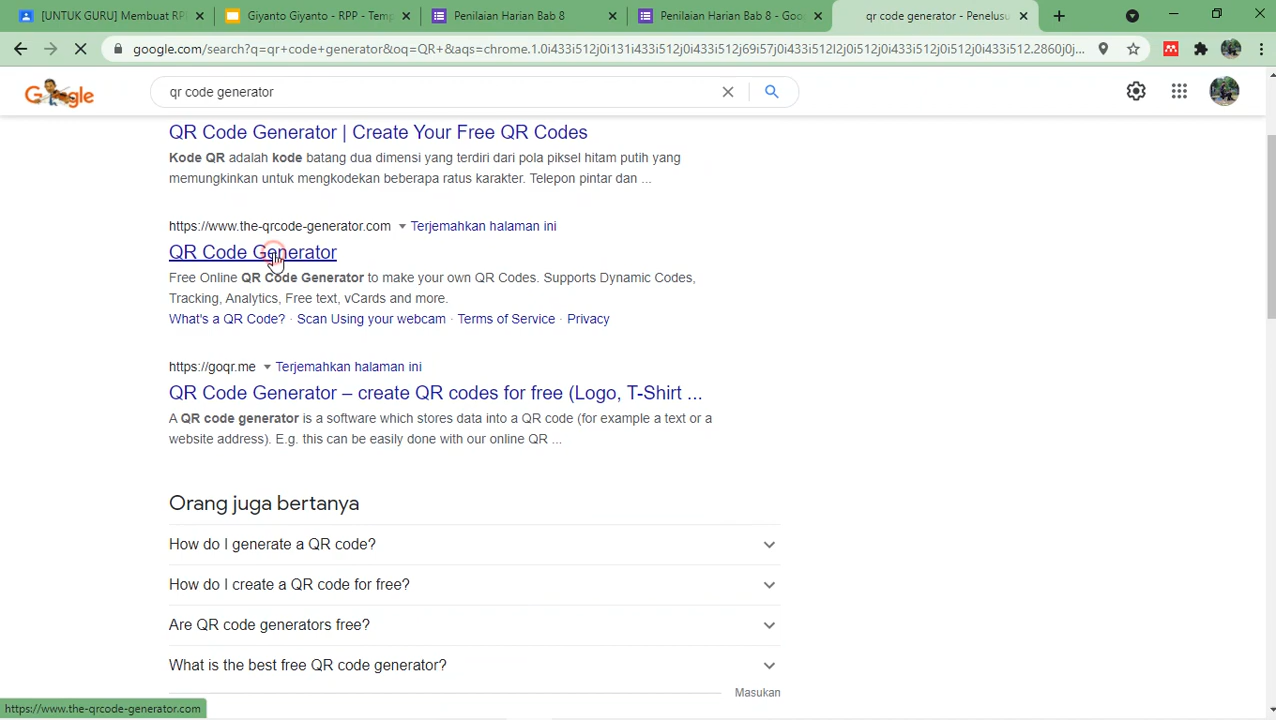 [UNTUK GURU] Membuat RP
Giyanto Giyanto - RPP - Temp
Penilaian Harian Bab 8
Penilaian Harian Bab 8 - Goo
qr code generator - Penelusu
google.com/search?q=qr+code+generator&oq=QR+&aqs=chrome.1.0i433i512j0i131i433i512j69i57j0i433i512l2j0i512j0i433i512j0i512j0i433i512.2860j0j...
Google
qr code generator
QR Code Generator | Create Your Free QR Codes
Kode QR adalah kode batang dua dimensi yang terdiri dari pola piksel hitam putih yang
memungkinkan untuk mengkodekan beberapa ratus karakter. Telepon pintar dan ...
https://www.the-qrcode-generator.com Terjemahkan halaman ini
QR Code Generator
Free Online QR Code Generator to make your own QR Codes. Supports Dynamic Codes,
Tracking, Analytics, Free text, vCards and more.
What's a QR Code? · Scan Using your webcam · Terms of Service · Privacy
https://goqr.me Terjemahkan halaman ini
QR Code Generator – create QR codes for free (Logo, T-Shirt ...
A QR code generator is a software which stores data into a QR code (for example a text or a
website address). E.g. this can be easily done with our online QR ...
Orang juga bertanya
How do I generate a QR code?
How do I create a QR code for free?
Are QR code generators free?
What is the best free QR code generator?
Masukan
https://www.the-qrcode-generator.com